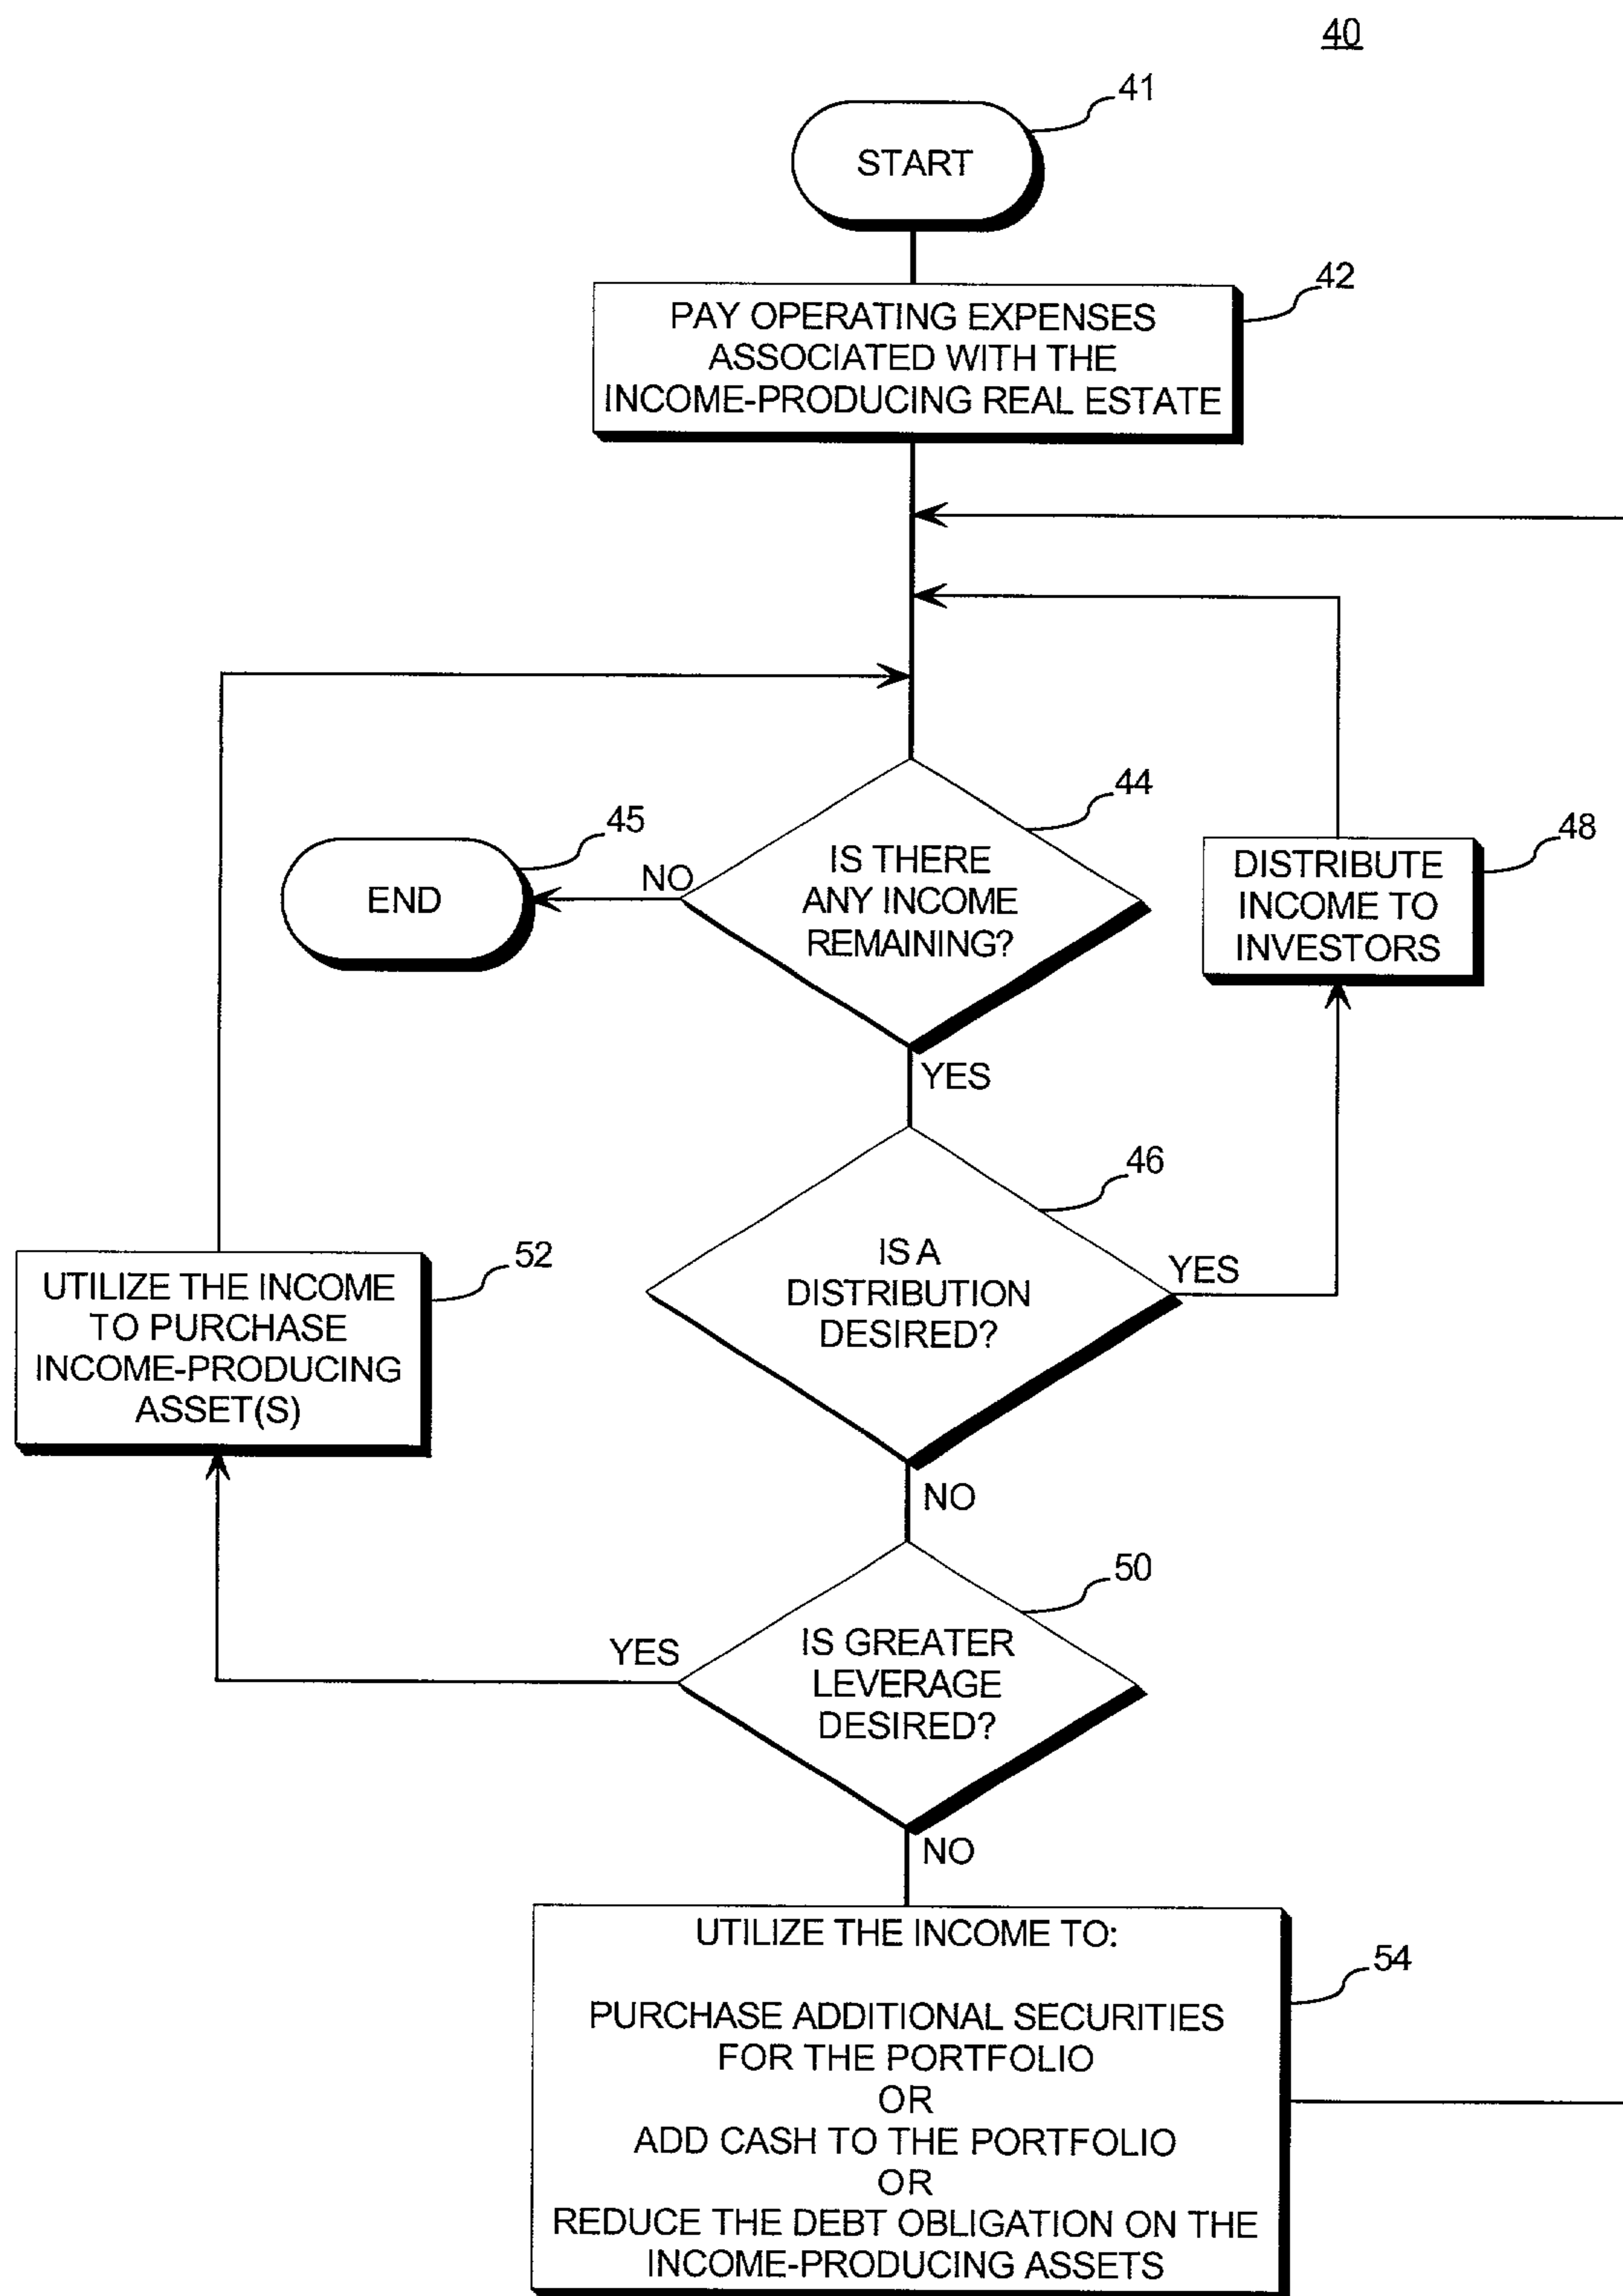 40
41
START
42
PAY OPERATING EXPENSES
ASSOCIATED WITH THE
INCOME-PRODUCING REAL ESTATE
44
IS THERE
ANY INCOME
REMAINING?
NO
45
END
48
DISTRIBUTE
INCOME TO
INVESTORS
YES
46
IS A
DISTRIBUTION
DESIRED?
YES
52
UTILIZE THE INCOME
TO PURCHASE
INCOME-PRODUCING
ASSET(S)
NO
50
IS GREATER
LEVERAGE
DESIRED?
YES
NO
54
UTILIZE THE INCOME TO:
PURCHASE ADDITIONAL SECURITIES
FOR THE PORTFOLIO
OR
ADD CASH TO THE PORTFOLIO
OR
REDUCE THE DEBT OBLIGATION ON THE
INCOME-PRODUCING ASSETS